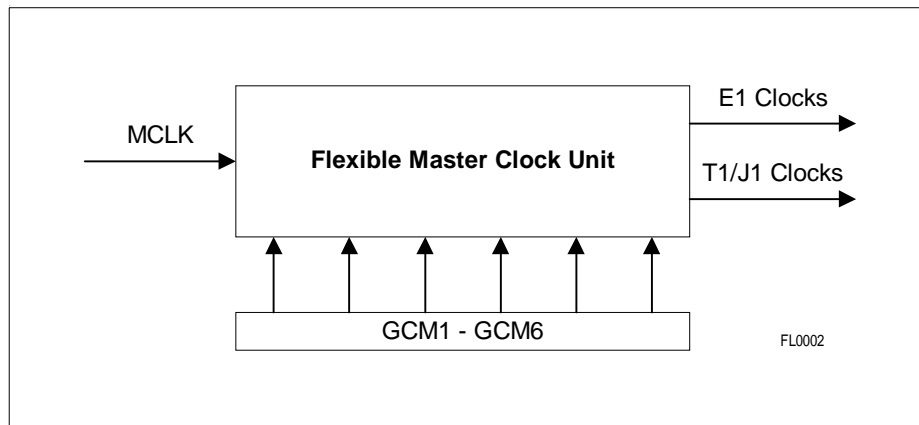 E1 Clocks
MCLK
Flexible Master Clock Unit
T1/J1 Clocks
GCM1 - GCM6
FL0002